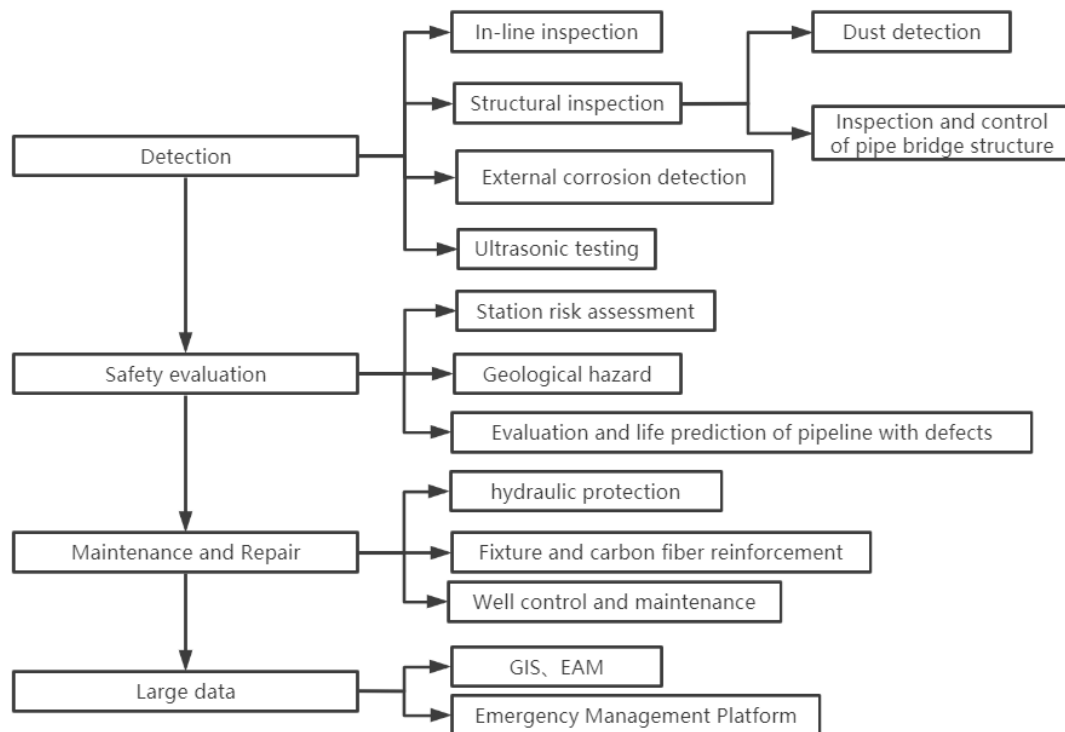 In-line inspection
Dust detection
Structural inspection
Inspection and control
of pipe bridge structure
Detection
External corrosion detection
Ultrasonic testing
Station risk assessment
Safety evaluation
Geological hazard
Evaluation and life prediction of pipeline with defects
hydraulic protection
Maintenance and Repair
Fixture and carbon fiber reinforcement
Well control and maintenance
GIS、EAM
Large data
Emergency Management Platform